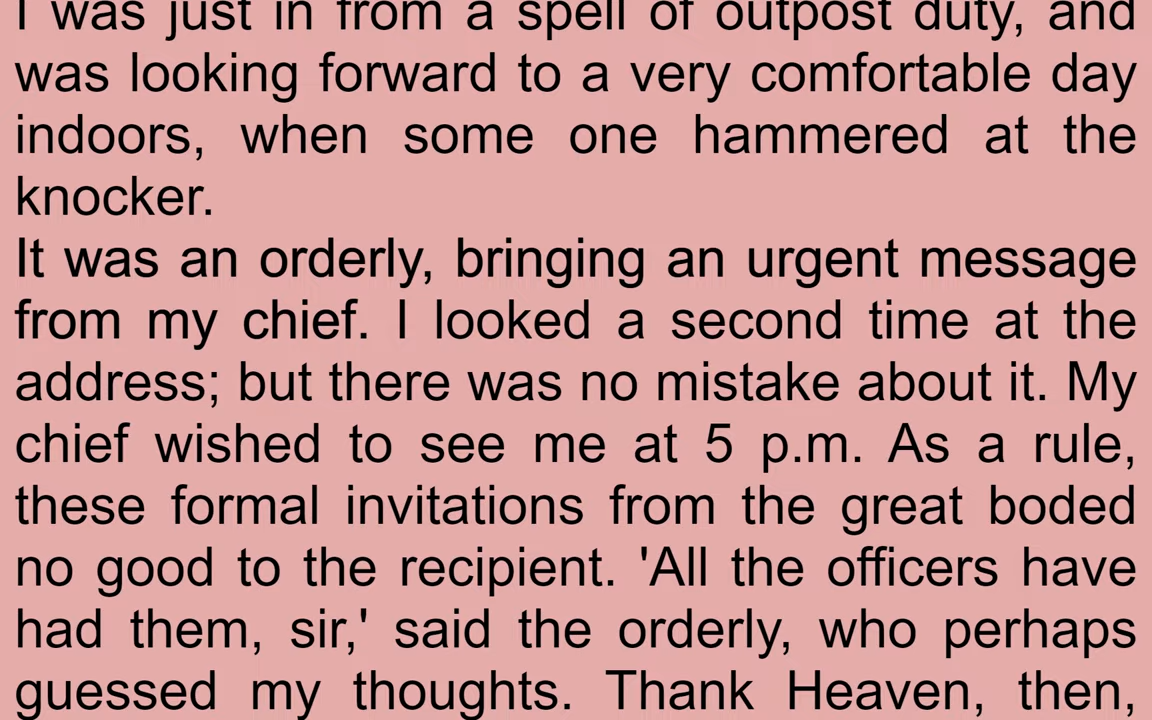 I was just in from a spell of outpost duty, and
was looking forward to a very comfortable day
indoors, when some one hammered at the
knocker.
It was an orderly, bringing an urgent message
from my chief. I looked a second time at the
address; but there was no mistake about it. My
chief wished to see me at 5 p.m. As a rule,
these formal invitations from the great boded
no good to the recipient. 'All the officers have
had them, sir,' said the orderly, who perhaps
guessed my thoughts. Thank Heaven, then,